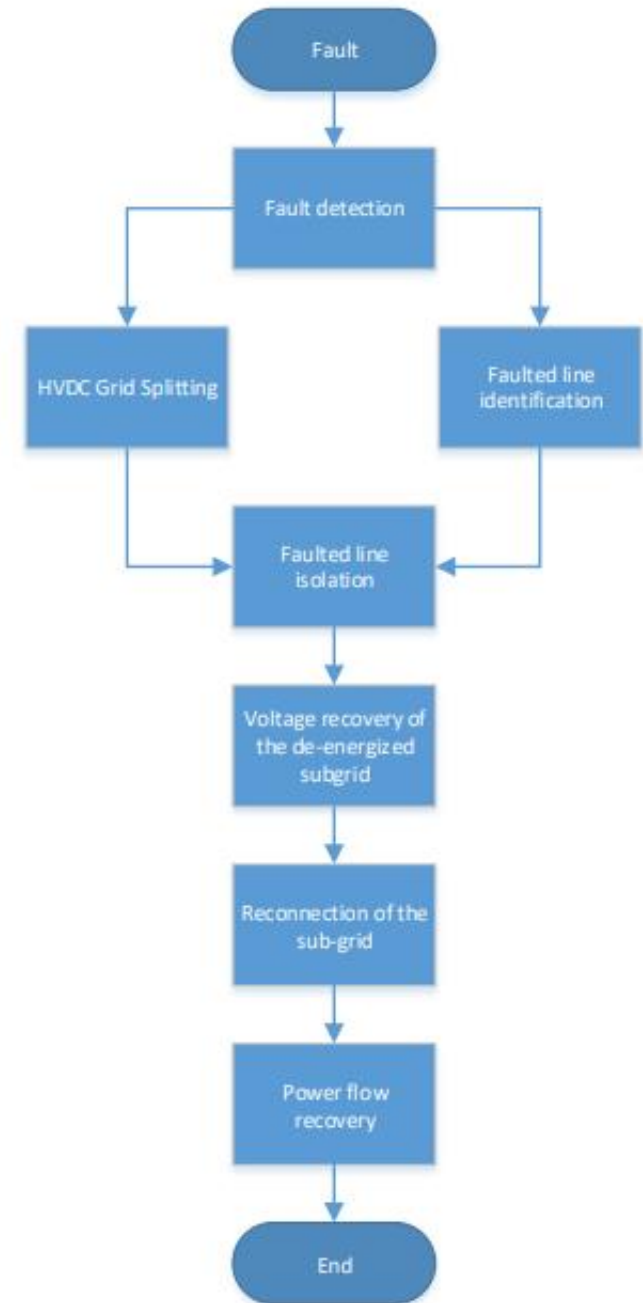 Fault
Fault detection
HVDC Grid Splitting
Faulted line
identification
Faulted line
isolation
Voltage recovery of
the de-energized
subgrid
Reconnection of the
sub-grid
Power flow
recovery
End